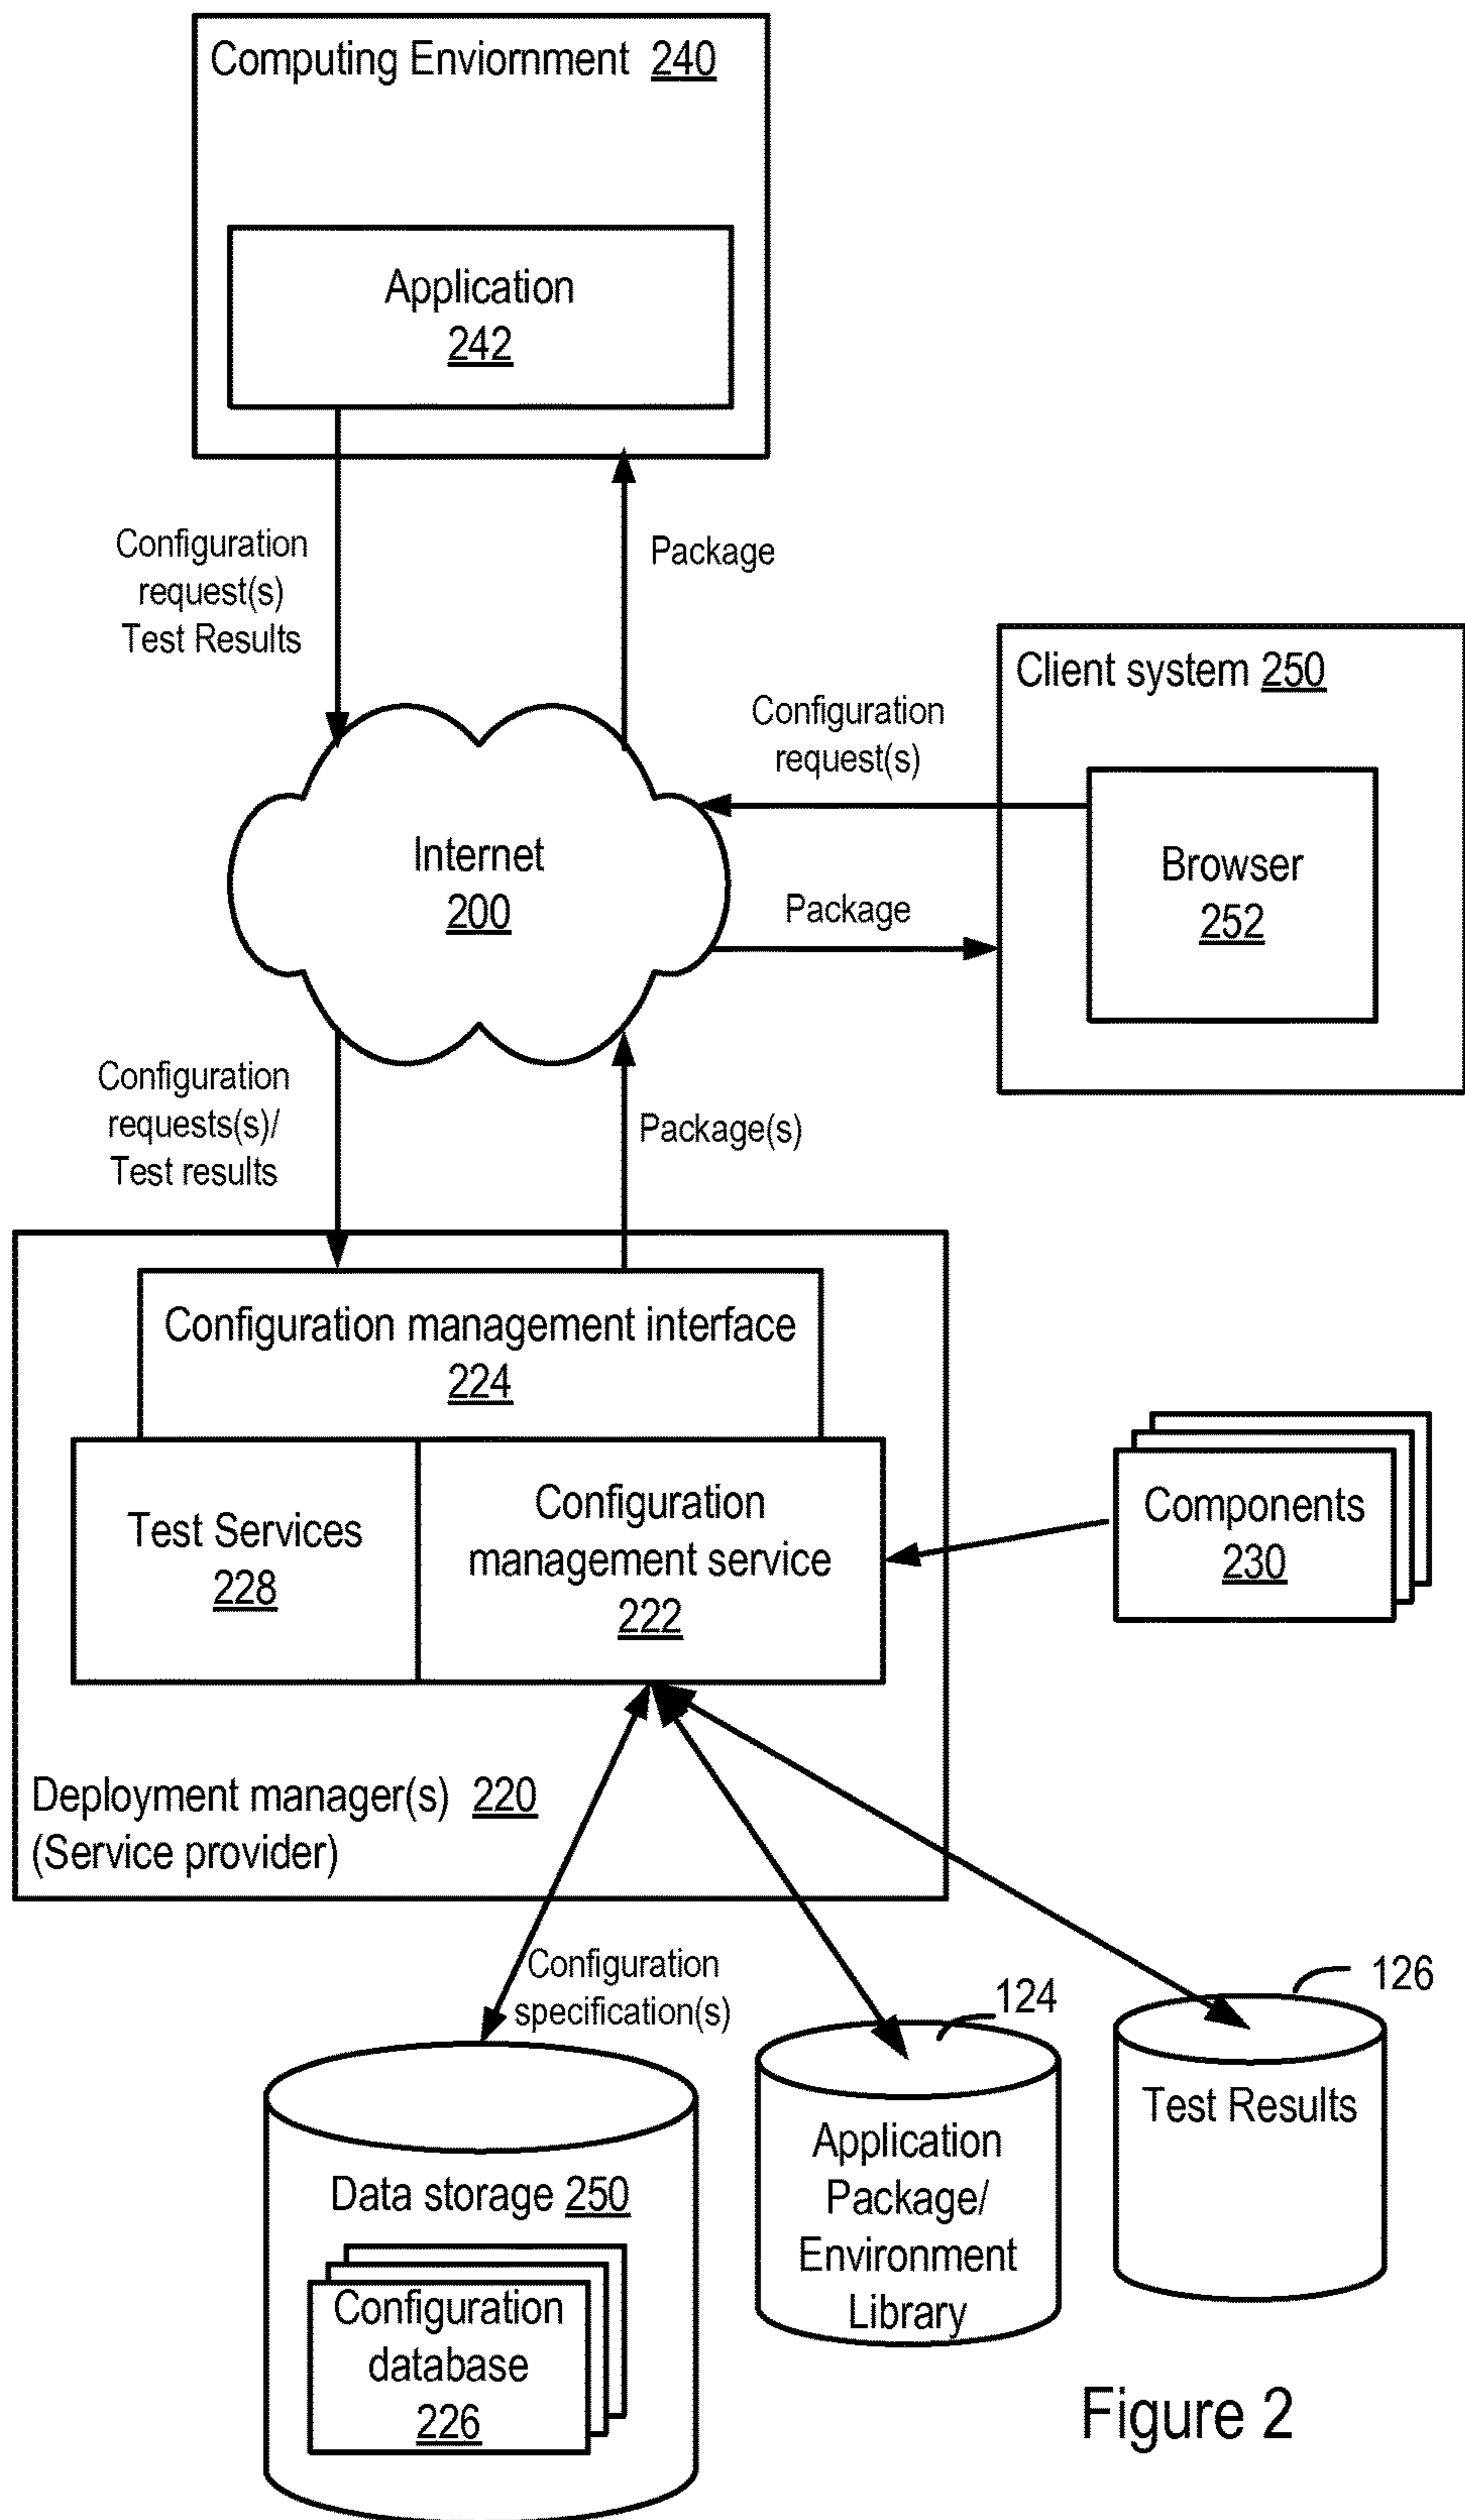 Computing Enviornment 240
Application
242
Configuration
request(s)
Test Results
Package
Client system 250
Configuration
request(s)
Browser
252
Internet
200
Package
Configuration
requests(s)/
Test results
Package(s)
Configuration management interface
224
Test Services
228
Configuration
management service
222
Components
230
Deployment manager(s) 220
(Service provider)
Configuration
specification(s)
124
126
Data storage 250
Configuration
database
226
Application
Package/
Environment
Library
Test Results
Figure 2